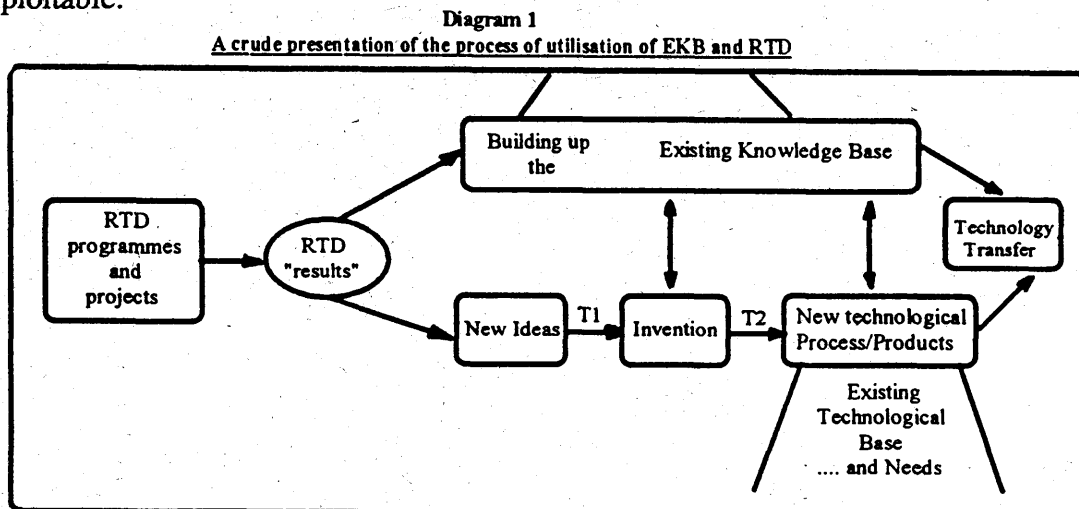 ploitable.
Diagram 1
A crude presentation of the process of utilisation of EKB and RTD
Building up
the
Existing Knowledge Base
RTD
programmes
and
projects
RTD
"results"
Technology
Transfer
New Ideas
T1
Invention
T2
New technological
Process/Products
Existing
Technological
Base
.... and Needs